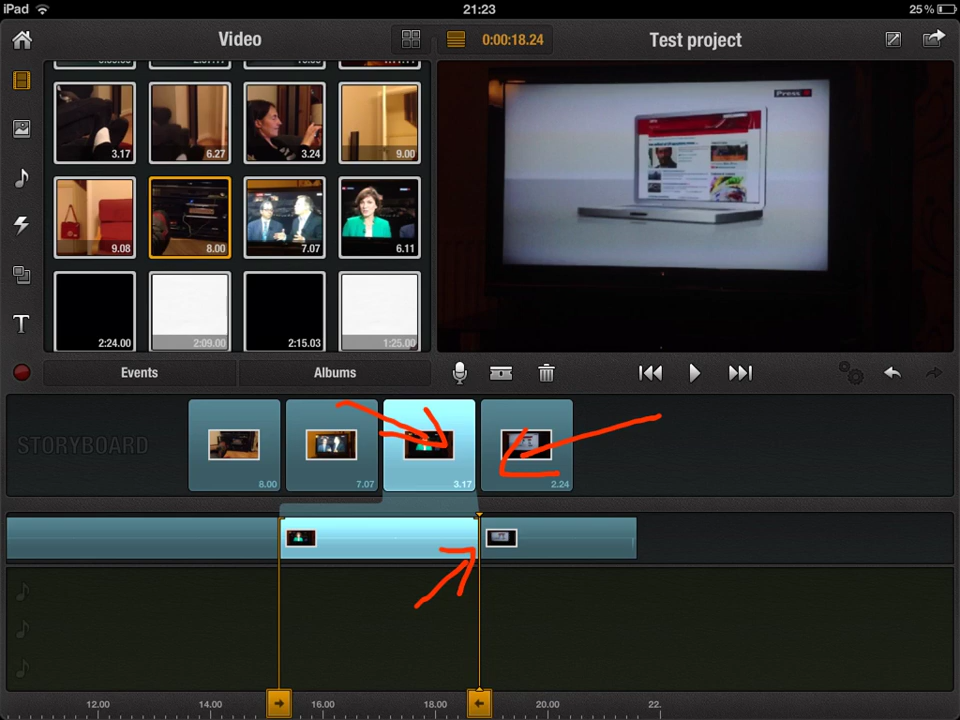 iPad 21:23 25 %
Video 0:00:18.24 Test project
3.17 6.27 3.24 9.00
9.08 8.00 7.07 6.11
2:24.00 2:09.00 2:15.03 1:25.00
Press
Events Albums
STORYBOARD
8.00 7.07 3.17 2.24
12.00 14.00 16.00 18.00 20.00 22.